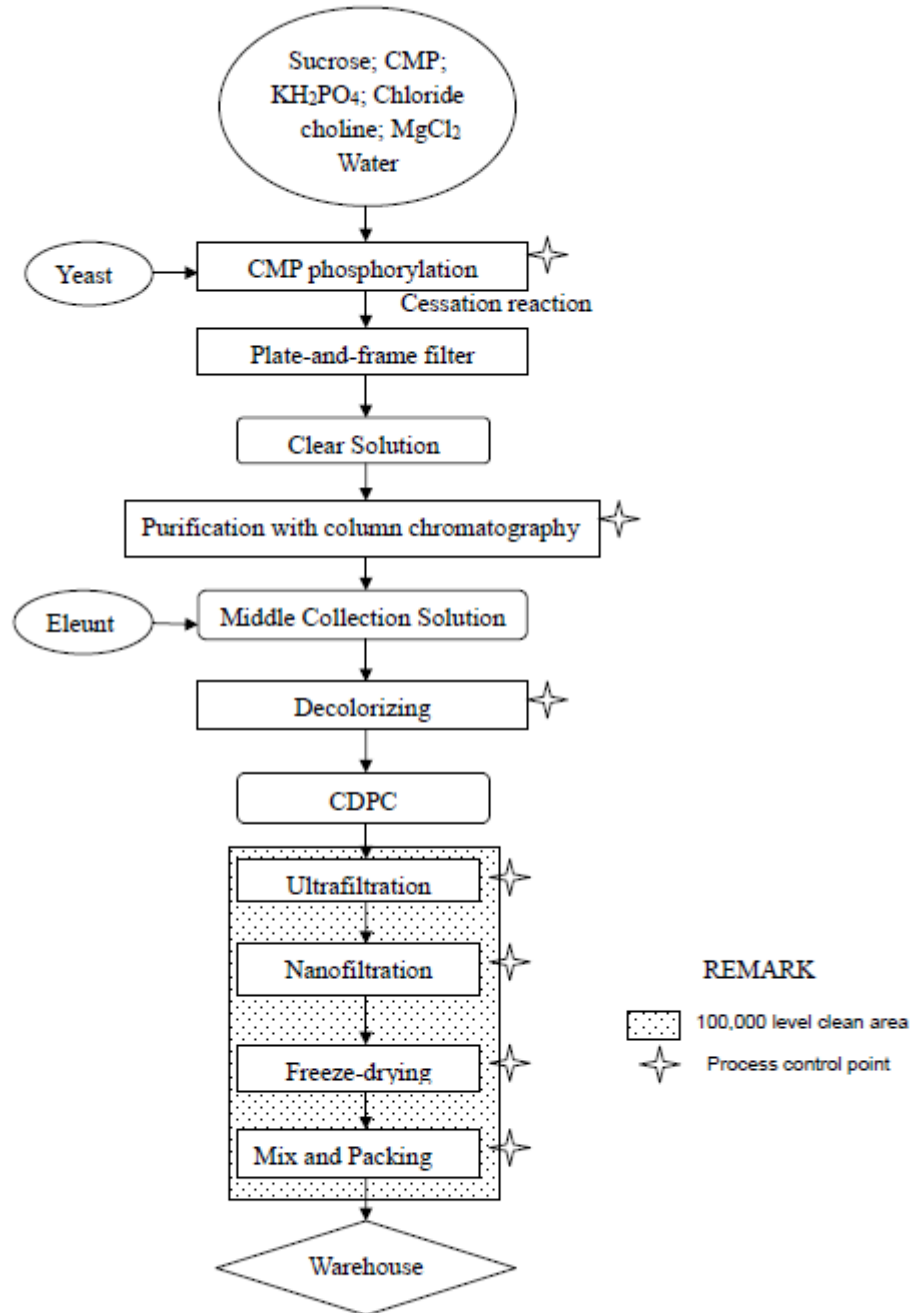 Sucrose; CMP;
KH₂PO₄; Chloride
choline; MgCl₂
Water
Yeast
CMP phosphorylation
Cessation reaction
Plate-and-frame filter
Clear Solution
Purification with column chromatography
Eleunt
Middle Collection Solution
Decolorizing
CDPC
Ultrafiltration
Nanofiltration
Freeze-drying
Mix and Packing
Warehouse
REMARK
100,000 level clean area
Process control point